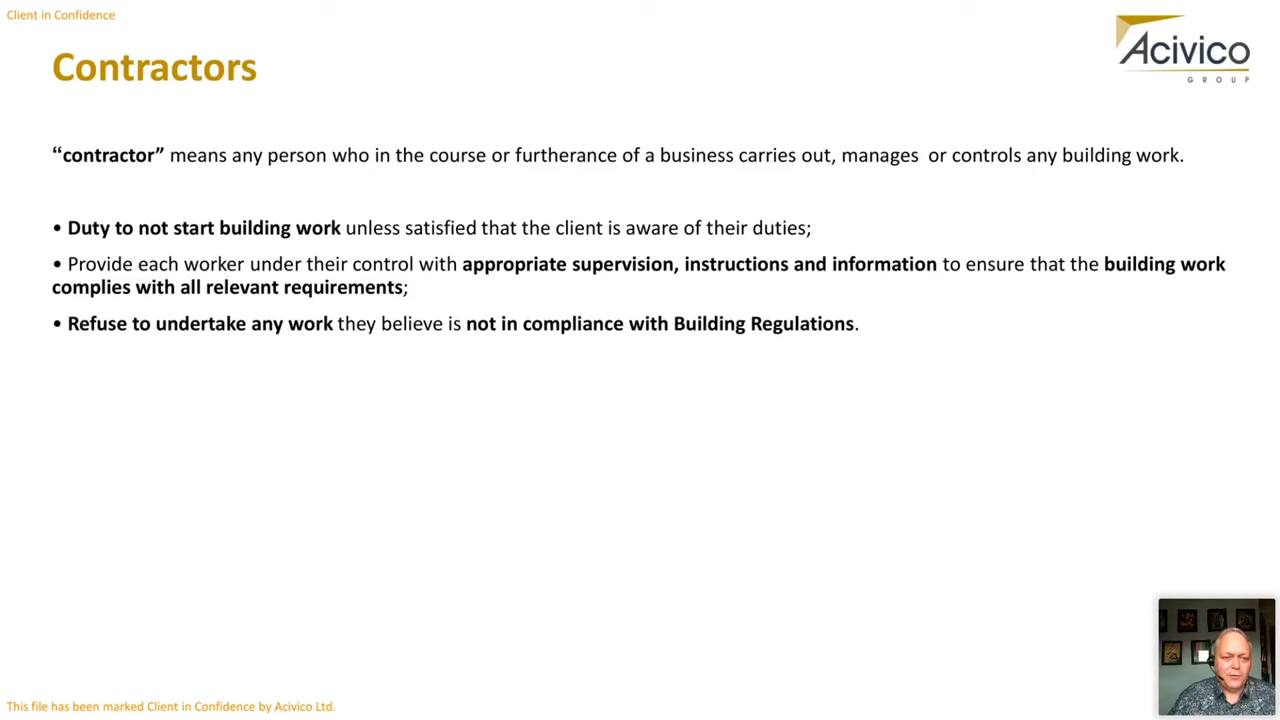 Client in Confidence
Acivico
GROUP
Contractors
“contractor” means any person who in the course or furtherance of a business carries out, manages  or controls any building work.
• Duty to not start building work unless satisfied that the client is aware of their duties;
• Provide each worker under their control with appropriate supervision, instructions and information to ensure that the building work
complies with all relevant requirements;
• Refuse to undertake any work they believe is not in compliance with Building Regulations.
This file has been marked Client in Confidence by Acivico Ltd.